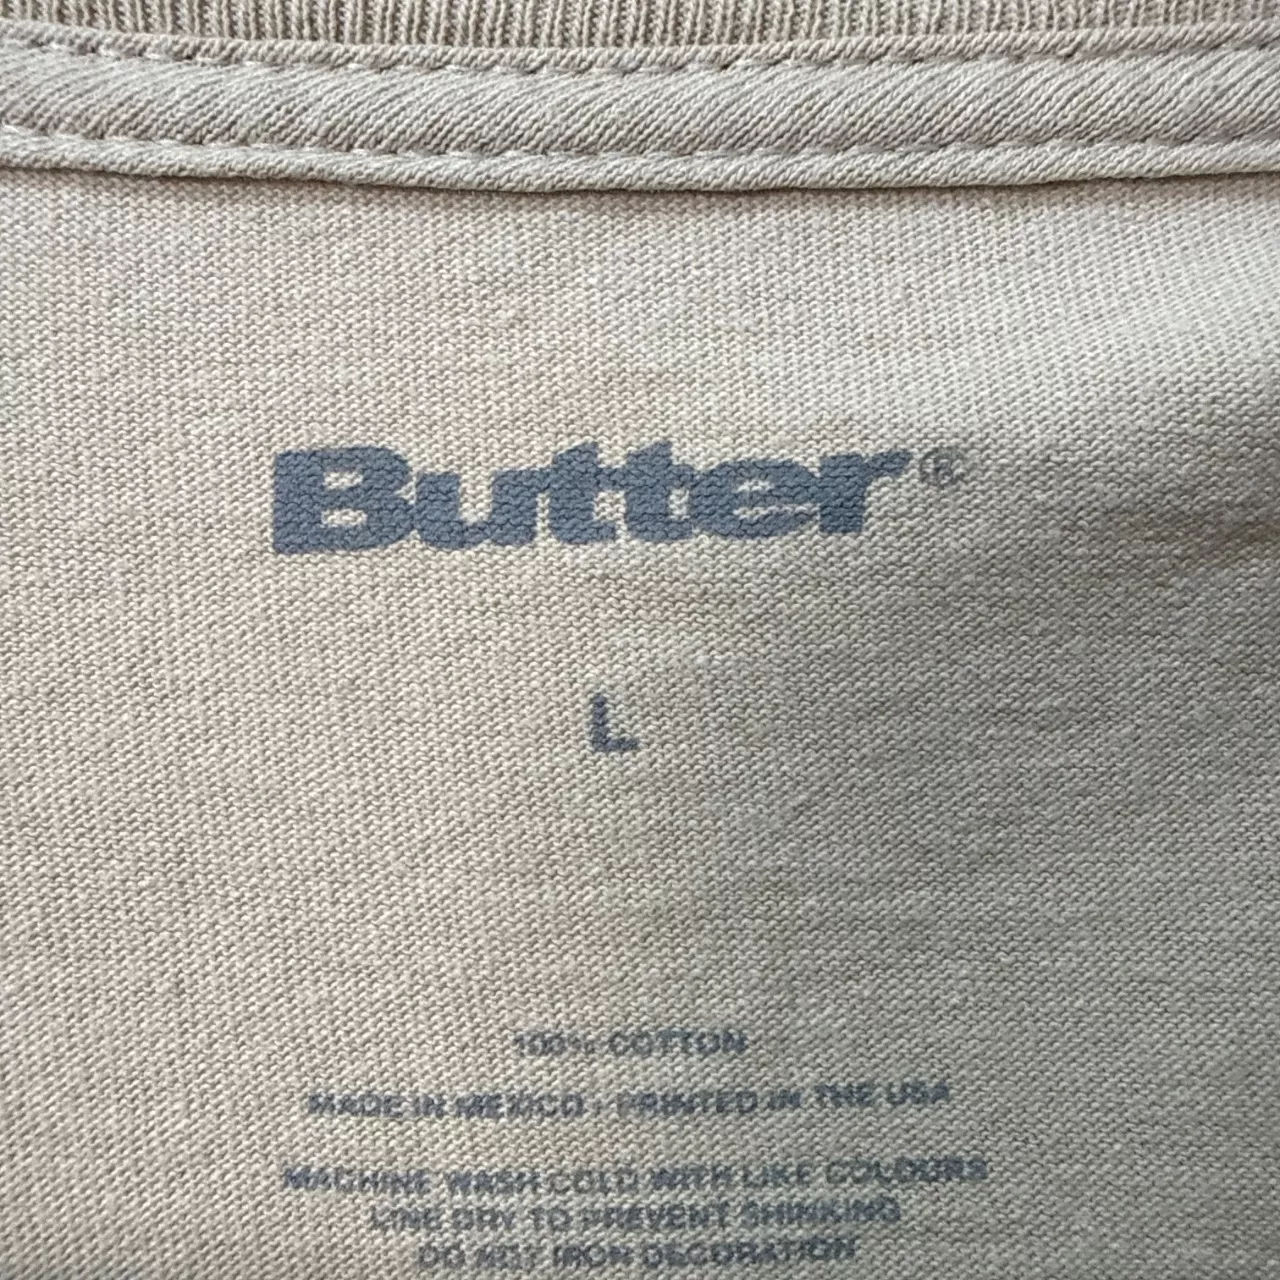 Butter®
L
100% COTTON
MADE IN MEXICO · PRINTED IN THE USA
MACHINE WASH COLD WITH LIKE COLOURS
LINE DRY TO PREVENT SHINKING
DO NOT IRON DECORATION